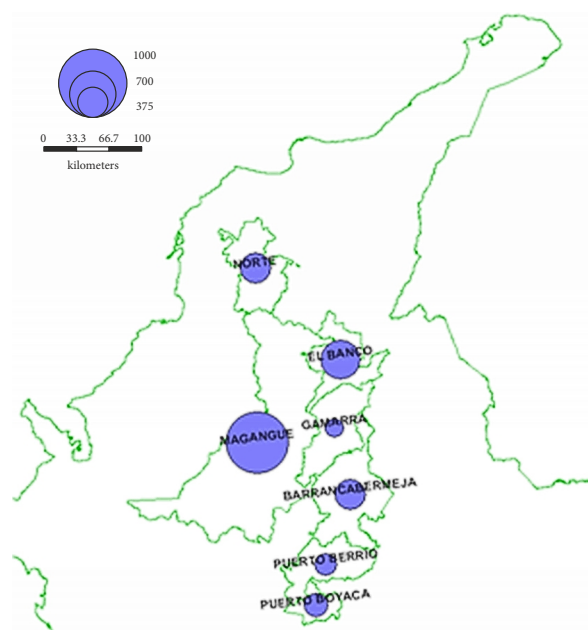 1000
700
375
0 33.3 66.7 100
kilometers
NORTE
EL BANCO
GAMARRA
MAGANGUE
BARRANCABERMEJA
PUERTO BERRIO
PUERTO BOYACA